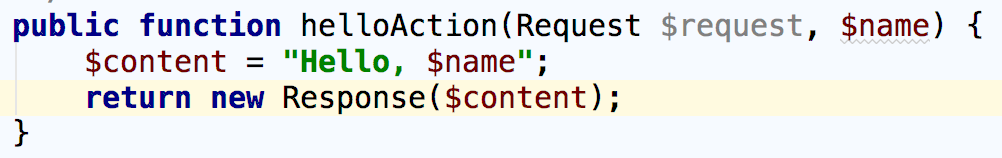 public function helloAction(Request $request, $name) {
    $content = "Hello, $name";
    return new Response($content);
}